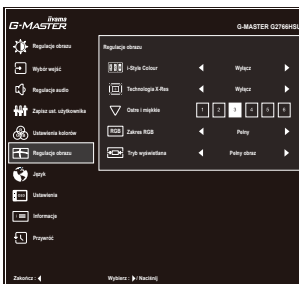 iiyama
G-MASTER
G-MASTER G2766HSU
Regulacje obrazu
Wybór wejść
Regulacje audio
Zapisz ust. użytkownika
Ustawienia kolorów
Regulacje obrazu
Język
Ustawienia
Informacje
Przywróć
Regulacje obrazu
i-Style Colour
Wyłącz
Technologia X-Res
Wyłącz
Ostre i miękkie
1 2 3 4 5 6
RGB Zakres RGB
Pełny
Tryb wyświetlana
Pełny obraz
Zakończ :
Wybierz : / Naciśnij